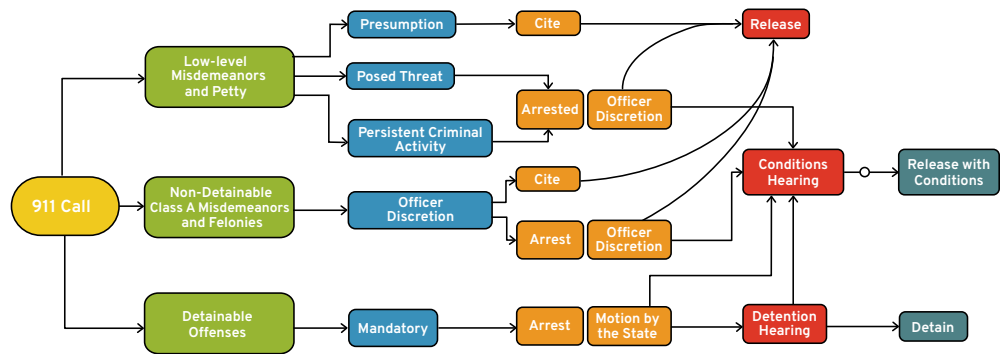 911 Call
Low-level
Misdemeanors
and Petty
Presumption
Cite
Release
Posed Threat
Persistent Criminal
Activity
Arrested
Officer
Discretion
Non-Detainable
Class A Misdemeanors
and Felonies
Officer
Discretion
Cite
Arrest
Officer
Discretion
Conditions
Hearing
Release with
Conditions
Detainable
Offenses
Mandatory
Arrest
Motion by
the State
Detention
Hearing
Detain